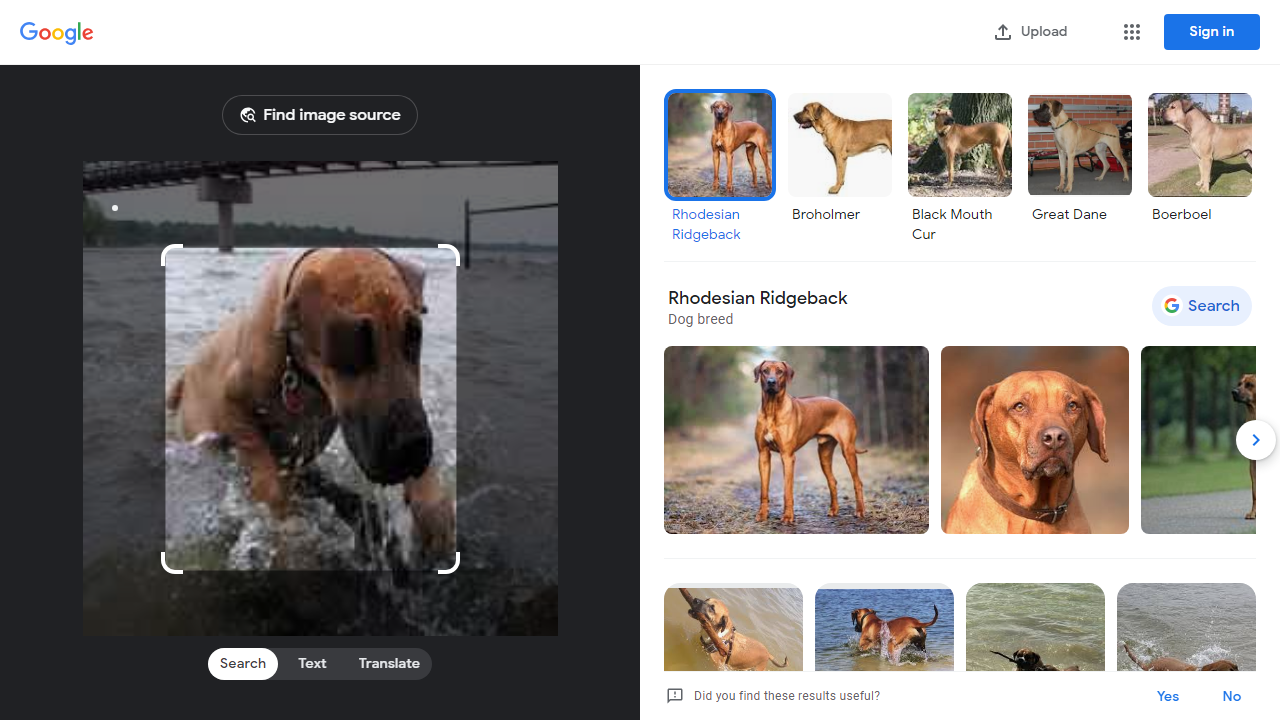 Google
Upload
Sign in
Find image source
Rhodesian
Ridgeback
Broholmer
Black Mouth
Cur
Great Dane
Boerboel
Rhodesian Ridgeback
Dog breed
Search
Search
Text
Translate
Did you find these results useful?
Yes
No